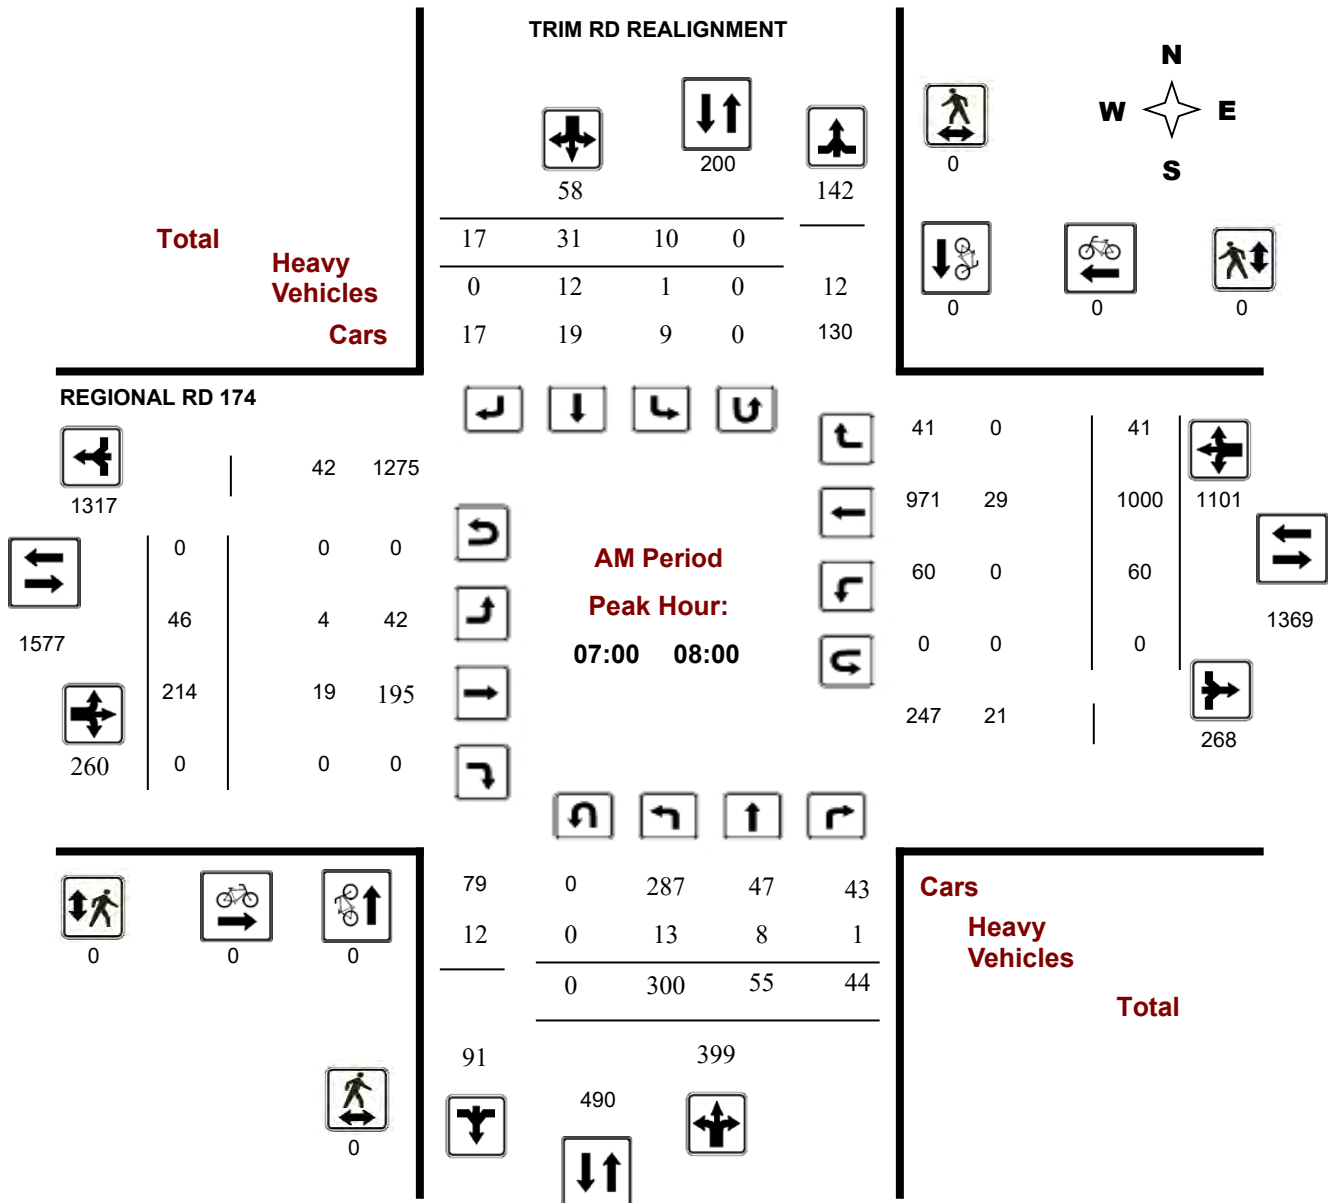 TRIM RD REALIGNMENT
N
W E
S
200
0
58
142
Total
17 31 10 0
Heavy
Vehicles
0 12 1 0 12
0 0 0
Cars
17 19 9 0 130
REGIONAL RD 174
41 0 41
42 1275
1317
971 29 1000 1101
0 0 0
AM Period
60 0 60
46 4 42
Peak Hour:
1369
1577
07:00 08:00
0 0 0
214 19 195
247 21
268
260 0 0 0
79 0 287 47 43
Cars
Heavy
Vehicles
12 0 13 8 1
0 0 0
0 300 55 44
Total
91 399
490
0